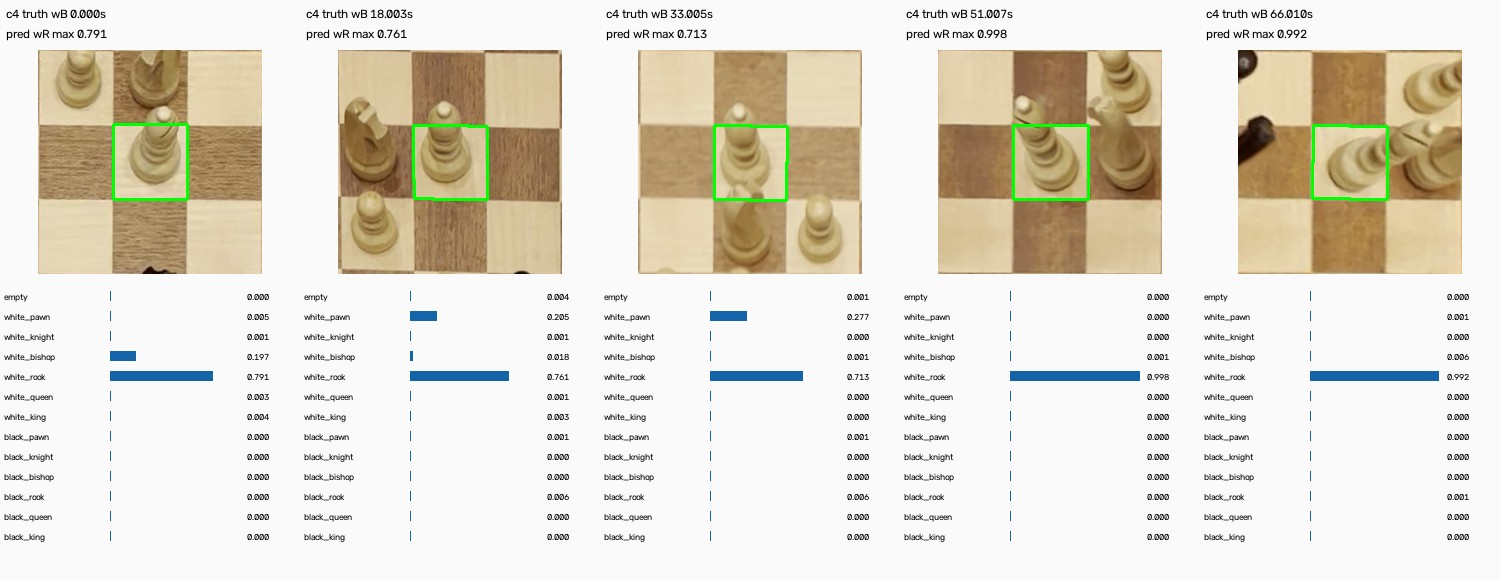 c4 truth wB 0.000s
pred wR max 0.791
empty 0.000
white_pawn 0.005
white_knight 0.001
white_bishop 0.197
white_rook 0.791
white_queen 0.003
white_king 0.004
black_pawn 0.000
black_knight 0.000
black_bishop 0.000
black_rook 0.000
black_queen 0.000
black_king 0.000
c4 truth wB 18.003s
pred wR max 0.761
empty 0.004
white_pawn 0.205
white_knight 0.001
white_bishop 0.018
white_rook 0.761
white_queen 0.001
white_king 0.003
black_pawn 0.001
black_knight 0.000
black_bishop 0.000
black_rook 0.006
black_queen 0.000
black_king 0.000
c4 truth wB 33.005s
pred wR max 0.713
empty 0.001
white_pawn 0.277
white_knight 0.000
white_bishop 0.001
white_rook 0.713
white_queen 0.000
white_king 0.000
black_pawn 0.001
black_knight 0.000
black_bishop 0.000
black_rook 0.006
black_queen 0.000
black_king 0.000
c4 truth wB 51.007s
pred wR max 0.998
empty 0.000
white_pawn 0.000
white_knight 0.000
white_bishop 0.001
white_rook 0.998
white_queen 0.000
white_king 0.000
black_pawn 0.000
black_knight 0.000
black_bishop 0.000
black_rook 0.000
black_queen 0.000
black_king 0.000
c4 truth wB 66.010s
pred wR max 0.992
empty 0.000
white_pawn 0.001
white_knight 0.000
white_bishop 0.006
white_rook 0.992
white_queen 0.000
white_king 0.000
black_pawn 0.000
black_knight 0.000
black_bishop 0.000
black_rook 0.001
black_queen 0.000
black_king 0.000